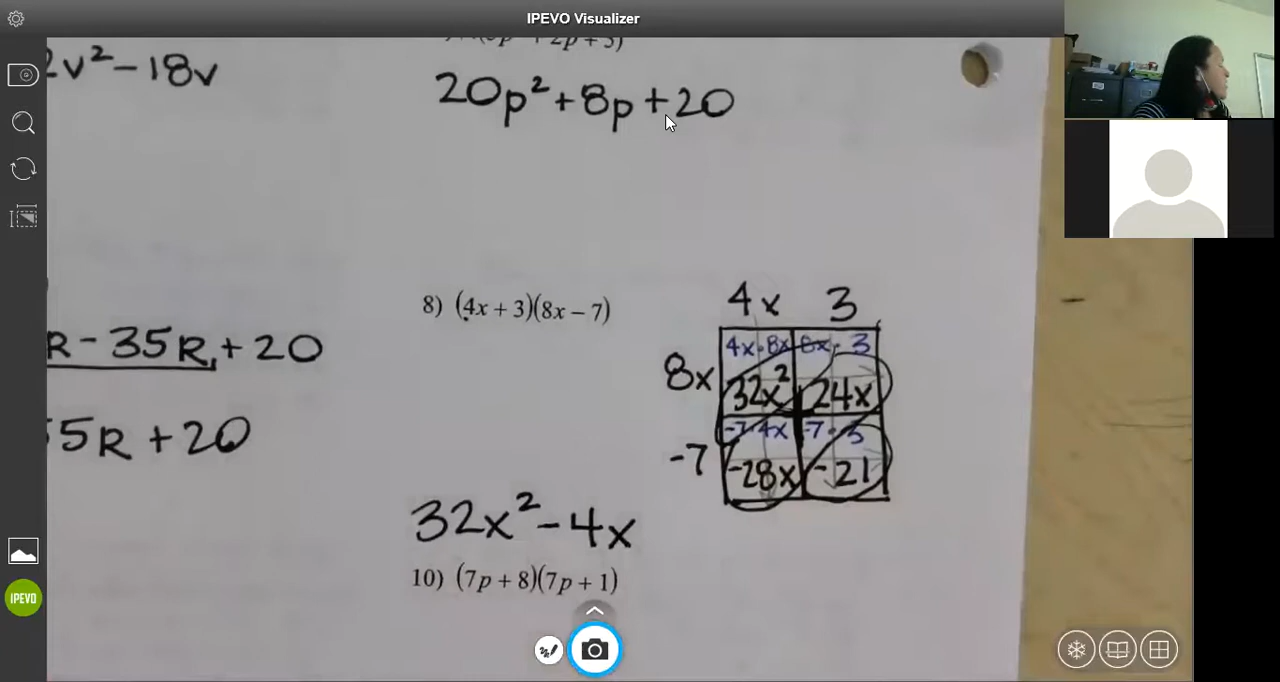 IPEVO Visualizer
2v² - 18v
20p² + 8p + 20
8) (4x + 3)(8x - 7)
4x 3
4x·8x 8x·3
8x
32x² 24x
-7·4x -7·3
-7
-28x -21
R - 35R + 20
5R + 20
32x² - 4x
10) (7p + 8)(7p + 1)
IPEVO